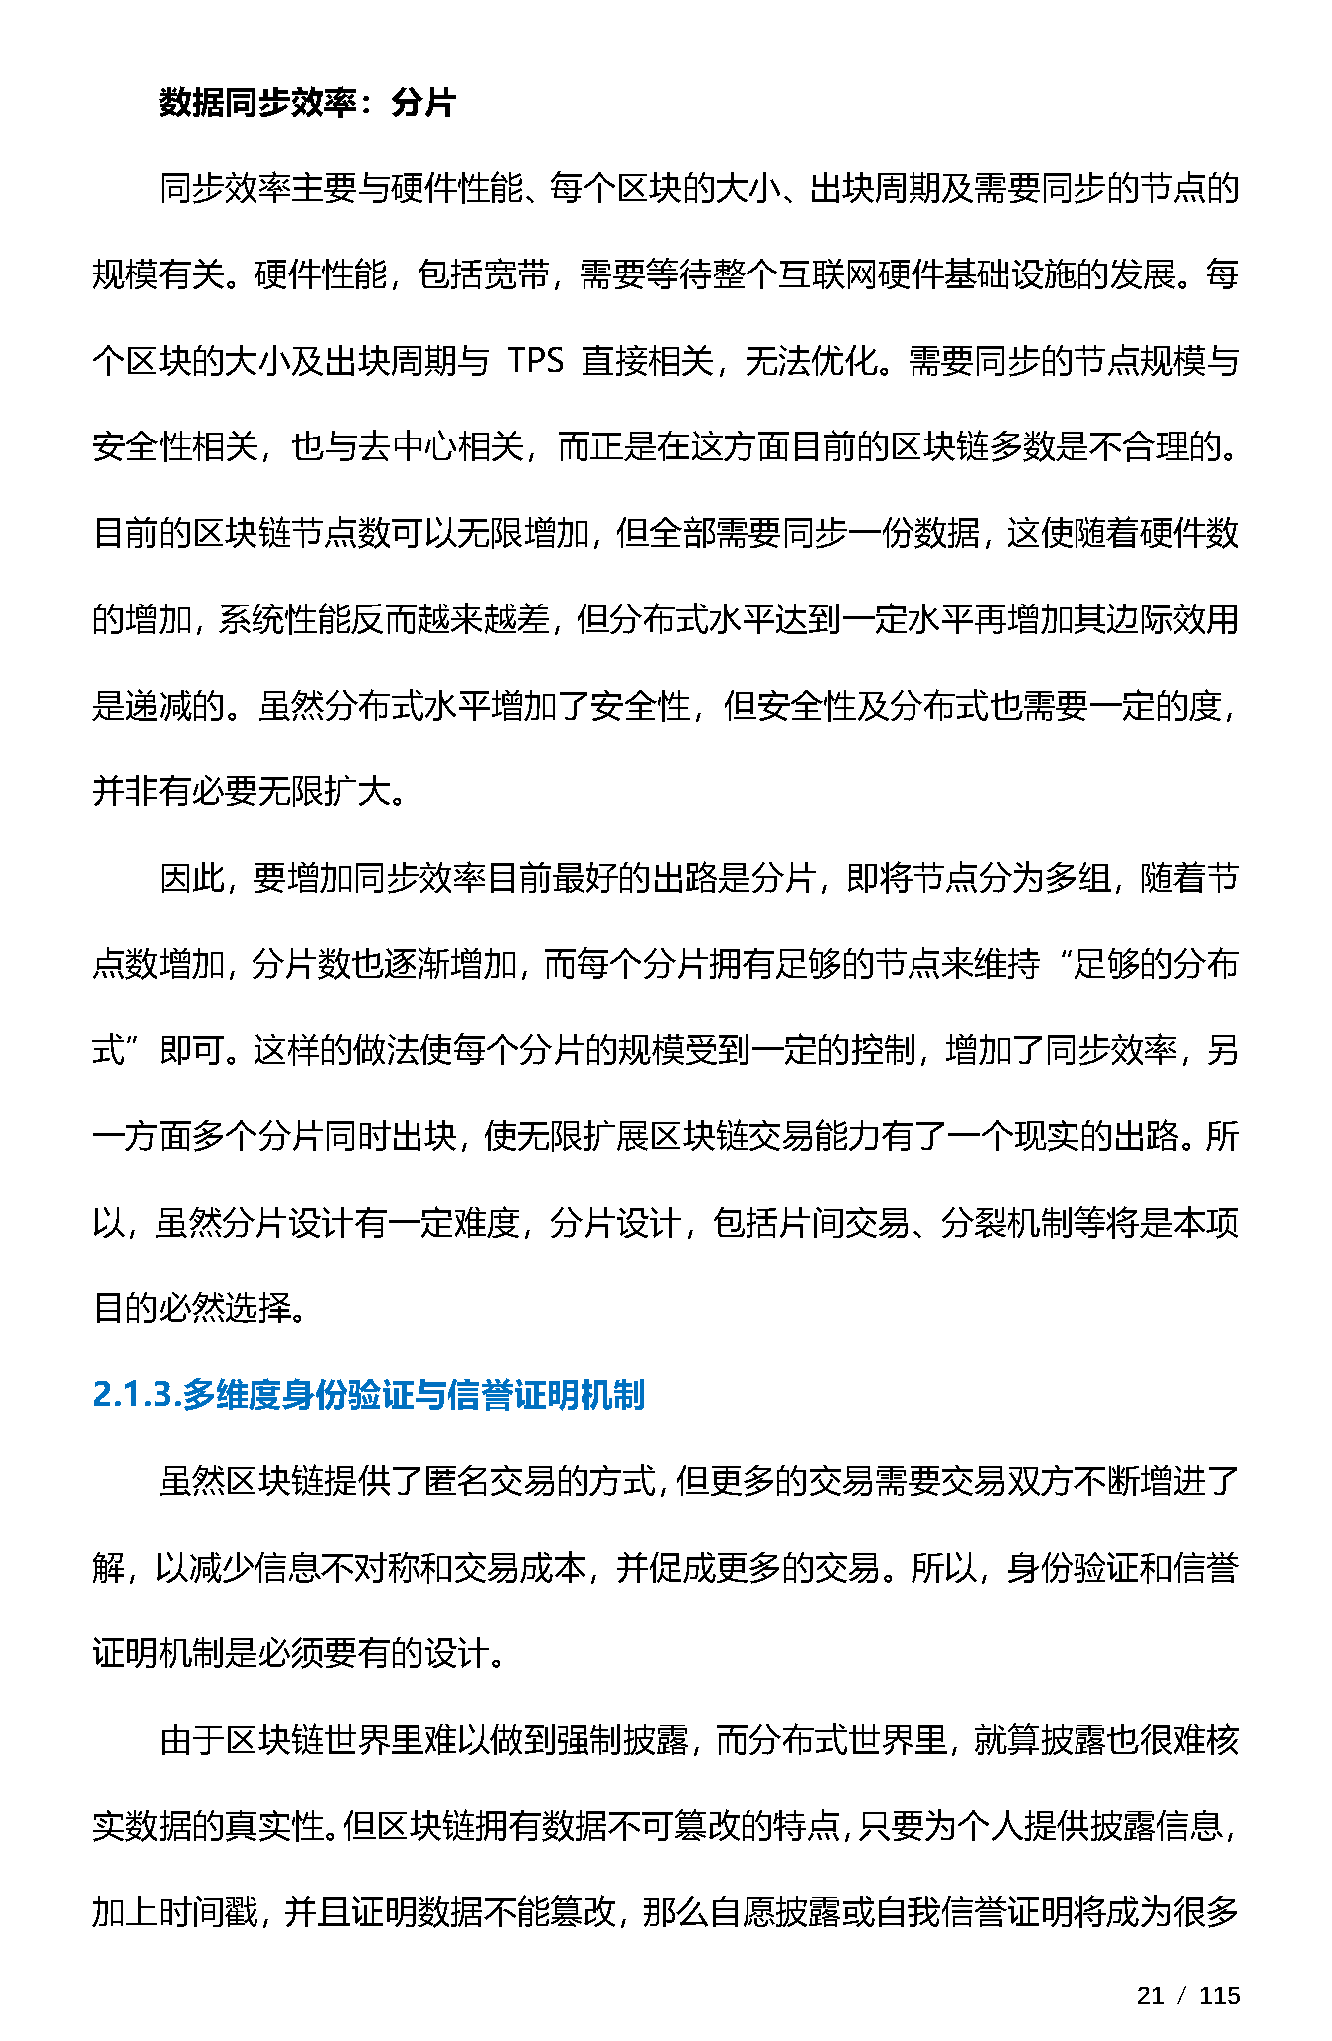 数据同步效率：分片
同步效率主要与硬件性能、每个区块的大小、出块周期及需要同步的节点的
规模有关。硬件性能，包括宽带，需要等待整个互联网硬件基础设施的发展。每
个区块的大小及出块周期与 TPS 直接相关，无法优化。需要同步的节点规模与
安全性相关，也与去中心相关，而正是在这方面目前的区块链多数是不合理的。
目前的区块链节点数可以无限增加，但全部需要同步一份数据，这使随着硬件数
的增加，系统性能反而越来越差，但分布式水平达到一定水平再增加其边际效用
是递减的。虽然分布式水平增加了安全性，但安全性及分布式也需要一定的度，
并非有必要无限扩大。
因此，要增加同步效率目前最好的出路是分片，即将节点分为多组，随着节
点数增加，分片数也逐渐增加，而每个分片拥有足够的节点来维持“足够的分布
式”即可。这样的做法使每个分片的规模受到一定的控制，增加了同步效率，另
一方面多个分片同时出块，使无限扩展区块链交易能力有了一个现实的出路。所
以，虽然分片设计有一定难度，分片设计，包括片间交易、分裂机制等将是本项
目的必然选择。
2.1.3.多维度身份验证与信誉证明机制
虽然区块链提供了匿名交易的方式，但更多的交易需要交易双方不断增进了
解，以减少信息不对称和交易成本，并促成更多的交易。所以，身份验证和信誉
证明机制是必须要有的设计。
由于区块链世界里难以做到强制披露，而分布式世界里，就算披露也很难核
实数据的真实性。但区块链拥有数据不可篡改的特点，只要为个人提供披露信息，
加上时间戳，并且证明数据不能篡改，那么自愿披露或自我信誉证明将成为很多
21 / 115